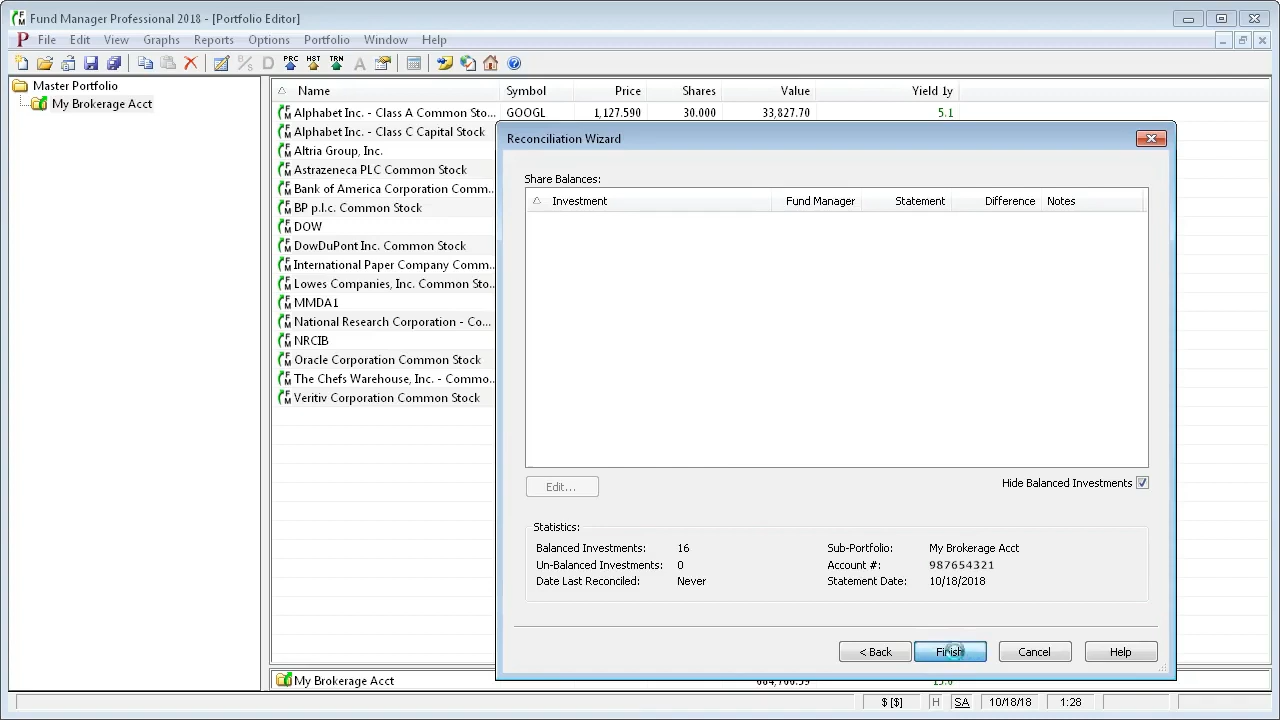 Fund Manager Professional 2018 - [Portfolio Editor]
File Edit View Graphs Reports Options Portfolio Window Help
B/S D PRC HST TRN A
Master Portfolio
My Brokerage Acct
Name Symbol Price Shares Value Yield 1y
Alphabet Inc. - Class A Common Sto... GOOGL 1,127.590 30.000 33,827.70 5.1
Alphabet Inc. - Class C Capital Stock
Altria Group, Inc.
Astrazeneca PLC Common Stock
Bank of America Corporation Comm...
BP p.l.c. Common Stock
DOW
DowDuPont Inc. Common Stock
International Paper Company Comm...
Lowes Companies, Inc. Common Sto...
MMDA1
National Research Corporation - Co...
NRCIB
Oracle Corporation Common Stock
The Chefs Warehouse, Inc. - Commo...
Veritiv Corporation Common Stock
My Brokerage Acct
Reconciliation Wizard
Share Balances:
Investment Fund Manager Statement Difference Notes
Edit...
Hide Balanced Investments
Statistics:
Balanced Investments: 16 Sub-Portfolio: My Brokerage Acct
Un-Balanced Investments: 0 Account #: 987654321
Date Last Reconciled: Never Statement Date: 10/18/2018
< Back Finish Cancel Help
$ [$] H SA 10/18/18 1:28